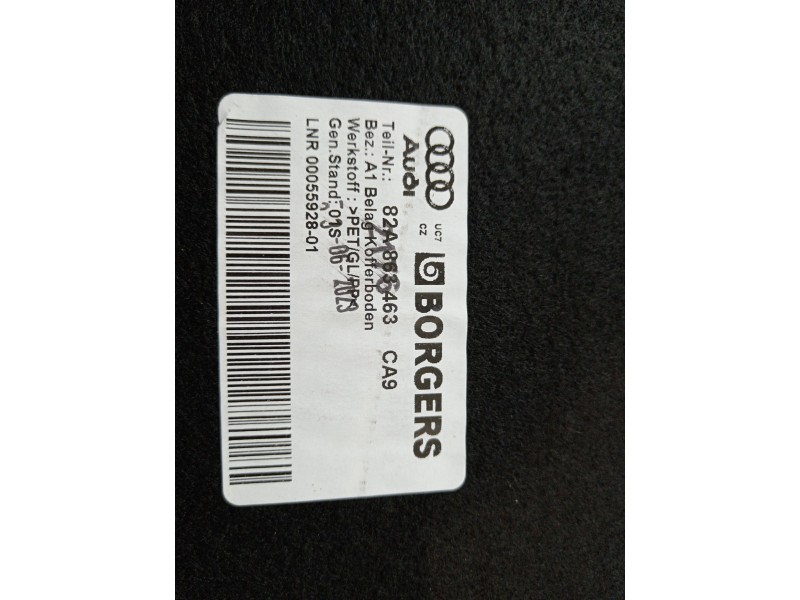 Audi
UC7
CZ
BORGERS
Teil-Nr.: 82A 863 463 CA9
Bez.: A1 Belag Kofferboden
Werkstoff: >PET/GL/PP<
Gen.Stand: 01S
-06-2023
LNR 00055928-01